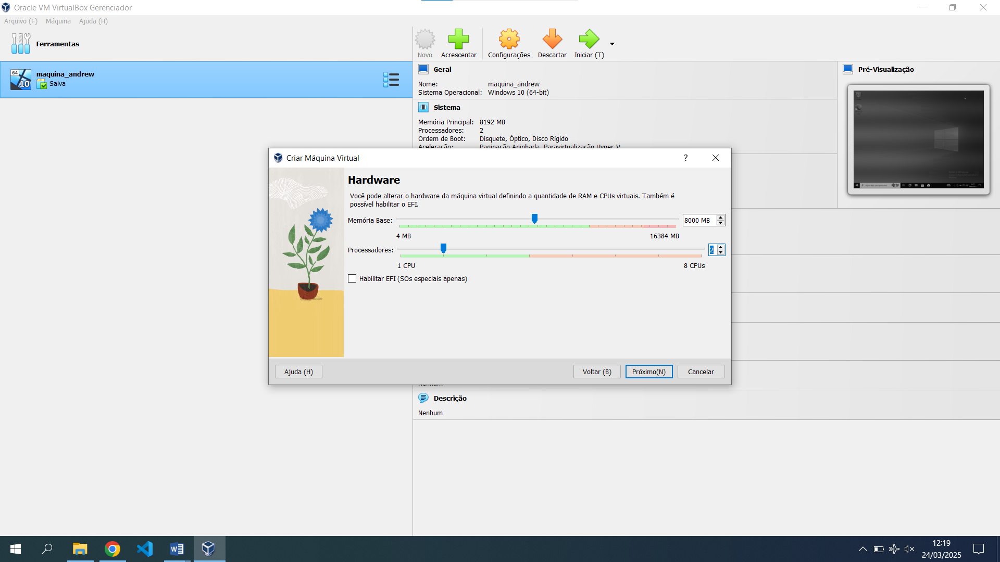 Oracle VM VirtualBox Gerenciador
Arquivo (F) Máquina Ajuda (H)
Ferramentas
Novo Acrescentar Configurações Descartar Iniciar (T)
64
10
maquina_andrew
Salva
Geral
Nome: maquina_andrew
Sistema Operacional: Windows 10 (64-bit)
Pré-Visualização
Sistema
Memória Principal: 8192 MB
Processadores: 2
Ordem de Boot: Disquete, Óptico, Disco Rígido
Aceleração: Paginação Aninhada, Paravirtualização Hyper-V
Criar Máquina Virtual
?
Hardware
Você pode alterar o hardware da máquina virtual definindo a quantidade de RAM e CPUs virtuais. Também é
possível habilitar o EFI.
Memória Base: 8000 MB
4 MB 16384 MB
Processadores: 2
1 CPU 8 CPUs
Habilitar EFI (SOs especiais apenas)
Ajuda (H) Voltar (B) Próximo(N) Cancelar
Nenhum
Descrição
Nenhum
12:19
24/03/2025